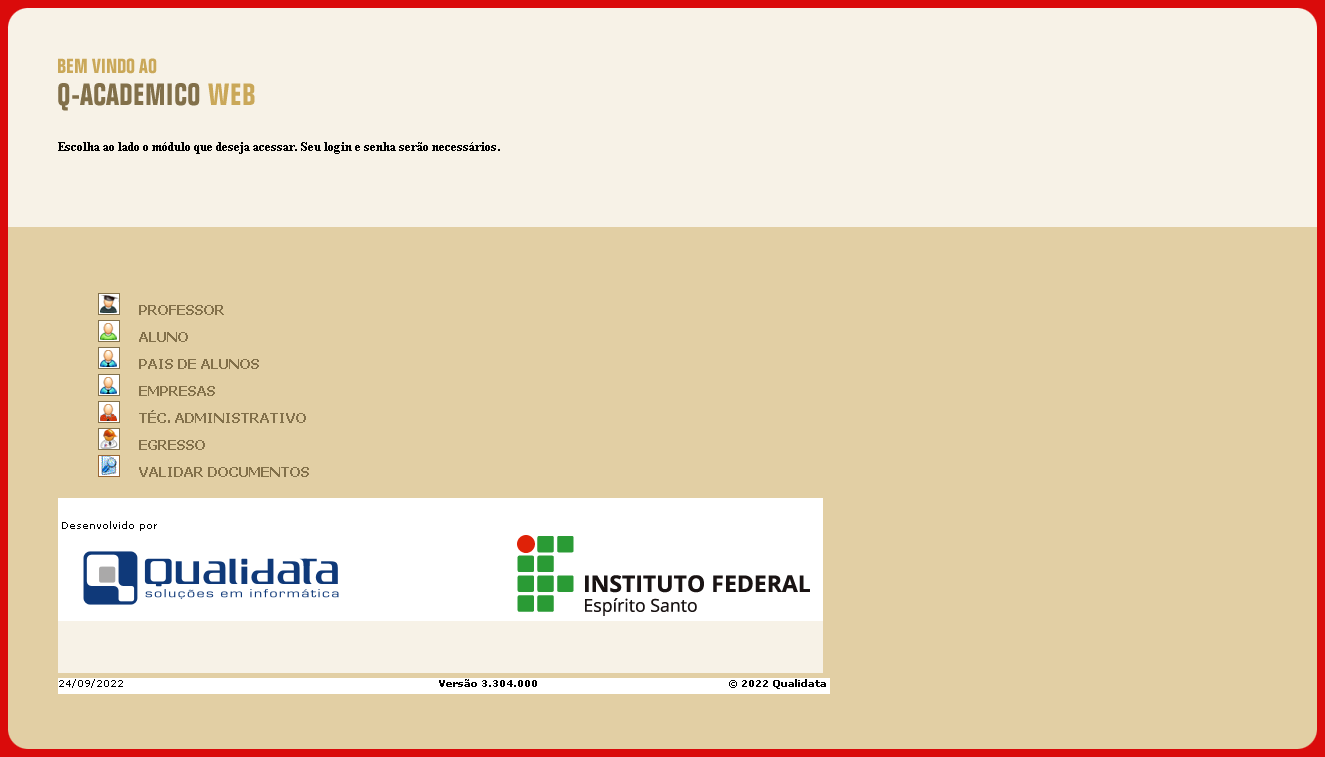 BEM VINDO AO
Q-ACADEMICO WEB
Escolha ao lado o módulo que deseja acessar. Seu login e senha serão necessários.
PROFESSOR
ALUNO
PAIS DE ALUNOS
EMPRESAS
TÉC. ADMINISTRATIVO
EGRESSO
VALIDAR DOCUMENTOS
Desenvolvido por
Qualidata
soluções em informática
INSTITUTO FEDERAL
Espírito Santo
24/09/2022 Versão 3.304.000 © 2022 Qualidata